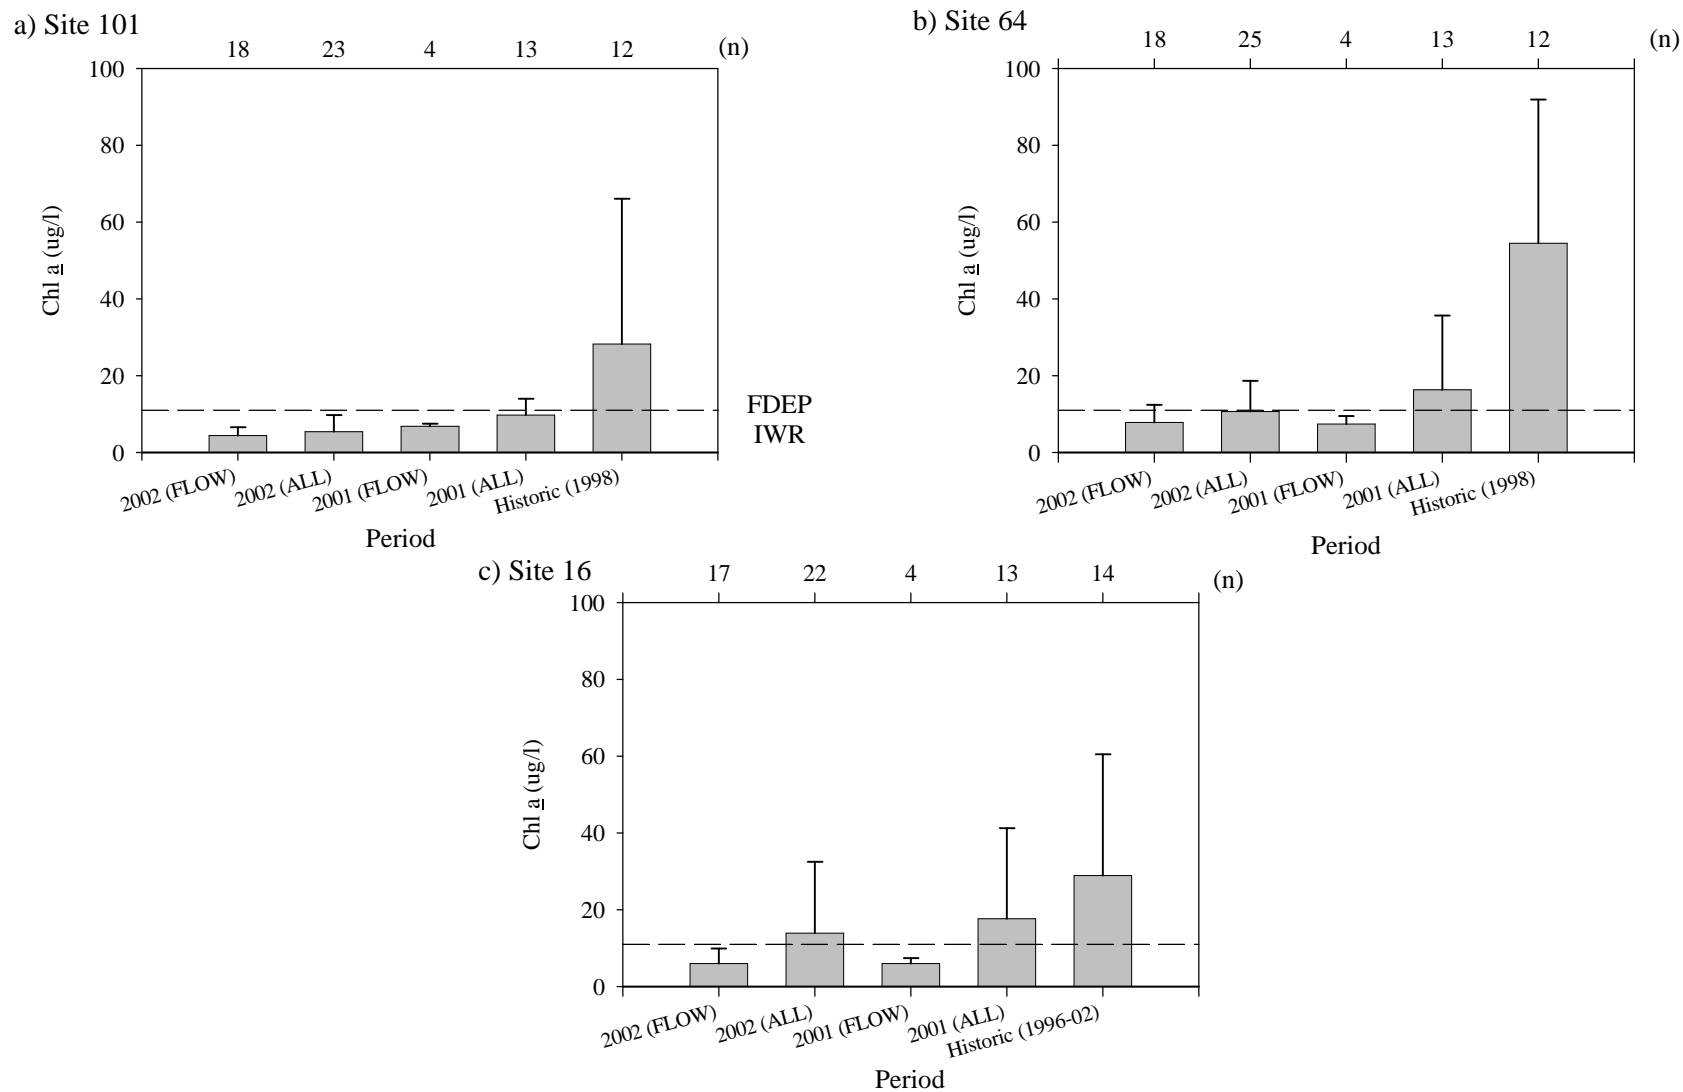 a) Site 101
18 23 4 13 12 (n)
100
80
60
40
20
0
Chl a (ug/l)
FDEP
IWR
2002 (FLOW)
2002 (ALL)
2001 (FLOW)
2001 (ALL)
Historic (1998)
Period
b) Site 64
18 25 4 13 12 (n)
100
80
60
40
20
0
Chl a (ug/l)
2002 (FLOW)
2002 (ALL)
2001 (FLOW)
2001 (ALL)
Historic (1998)
Period
c) Site 16
17 22 4 13 14 (n)
100
80
60
40
20
0
Chl a (ug/l)
2002 (FLOW)
2002 (ALL)
2001 (FLOW)
2001 (ALL)
Historic (1996-02)
Period